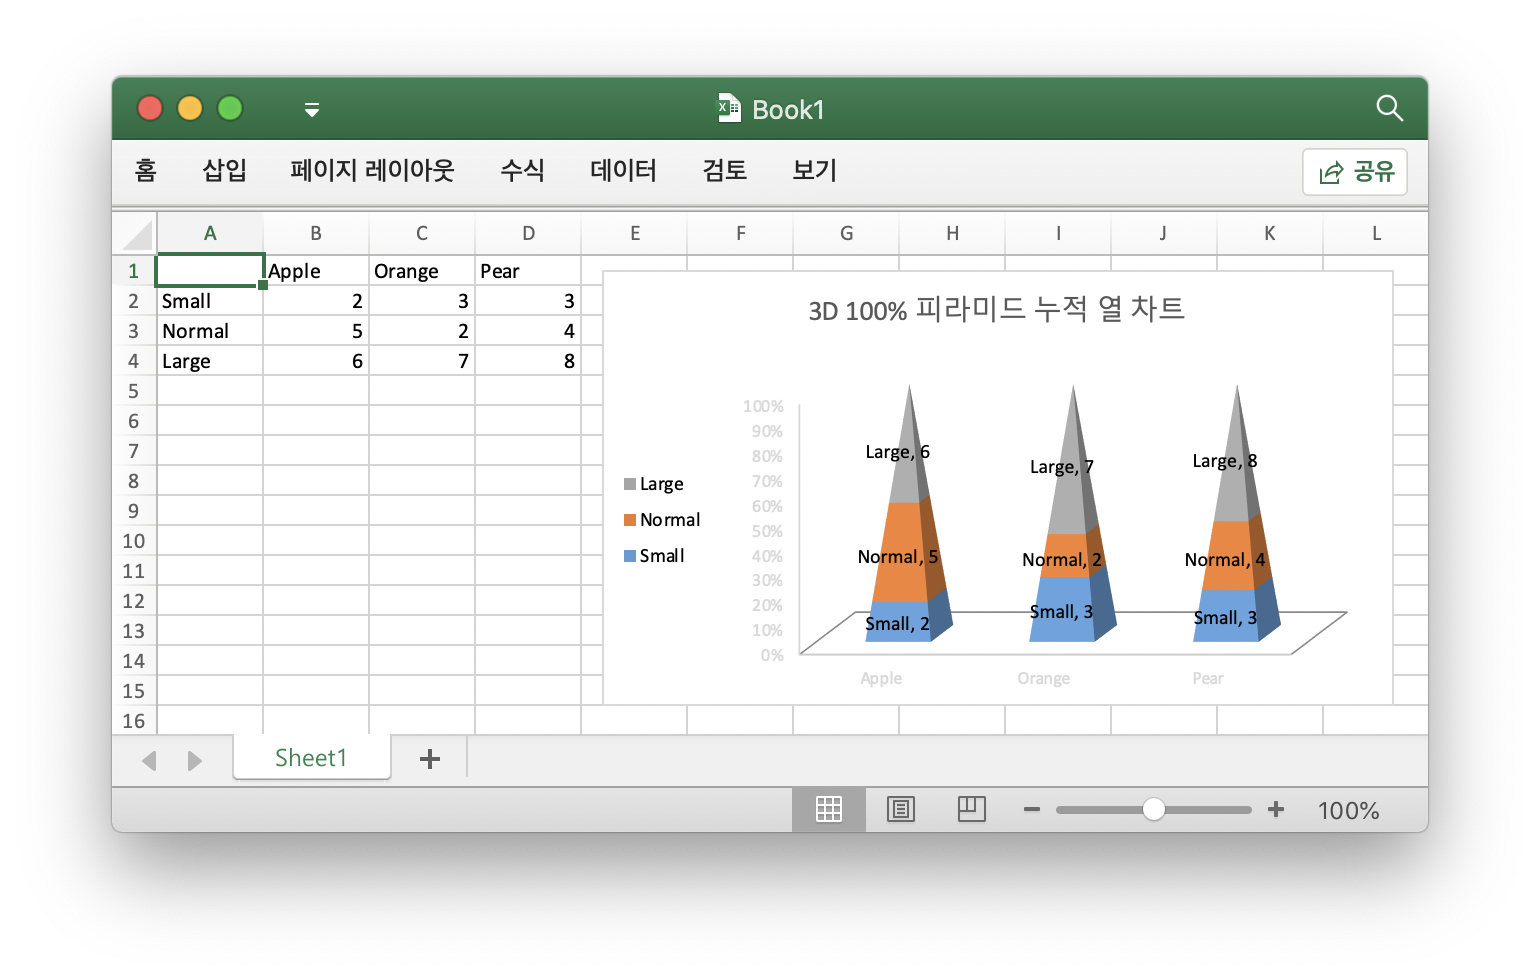 Book1
홈 삽입 페이지 레이아웃 수식 데이터 검토 보기 공유
A B C D E F G H I J K L
1 Apple Orange Pear
2 Small 2 3 3
3 Normal 5 2 4
4 Large 6 7 8
5
6
7
8
9
10
11
12
13
14
15
16
3D 100% 피라미드 누적 열 차트
Large
Normal
Small
100%
90%
80%
70%
60%
50%
40%
30%
20%
10%
0%
Large, 6 Large, 7 Large, 8
Normal, 5 Normal, 2 Normal, 4
Small, 2 Small, 3 Small, 3
Apple Orange Pear
Sheet1
100%